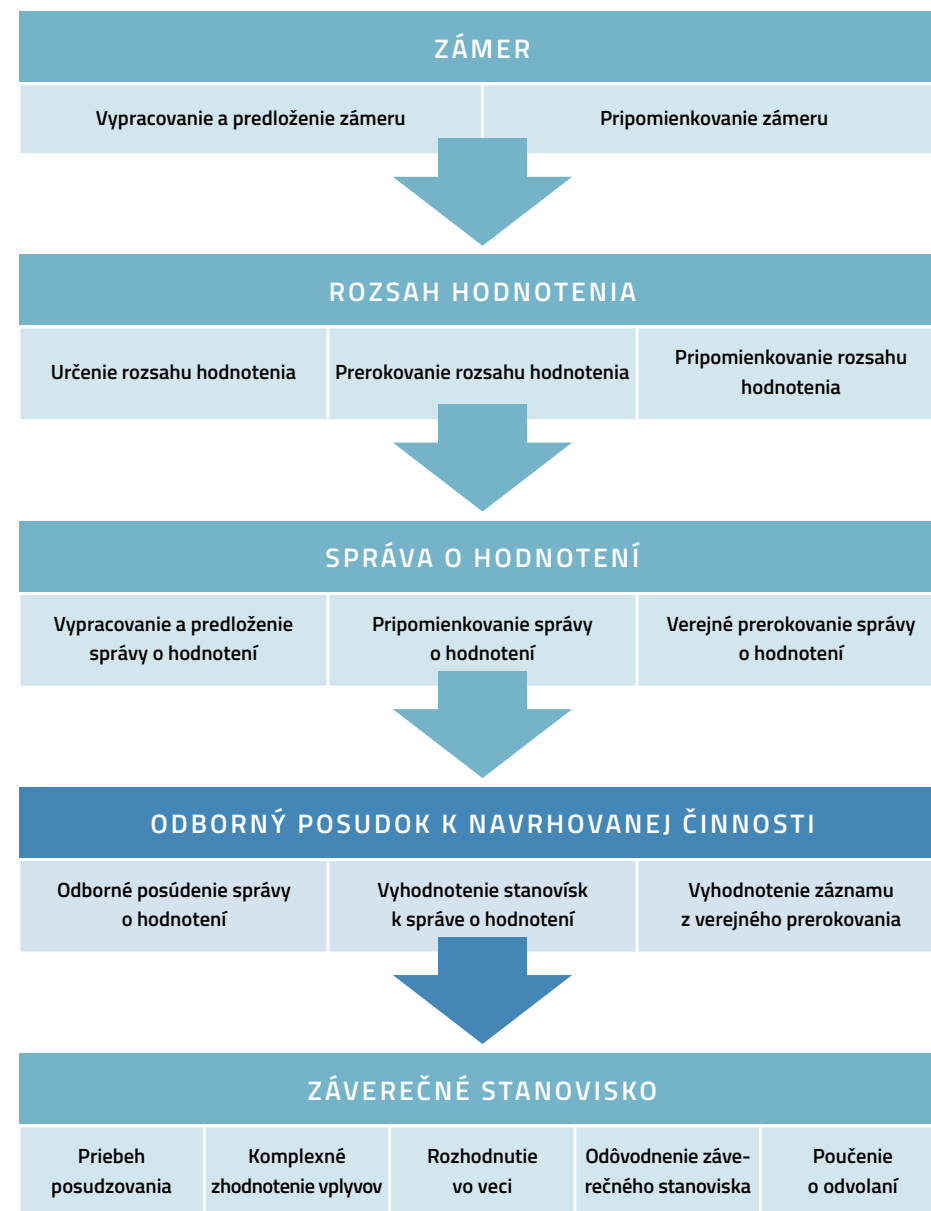 ZÁMER
Vypracovanie a predloženie zámeru
Pripomienkovanie zámeru
ROZSAH HODNOTENIA
Určenie rozsahu hodnotenia
Prerokovanie rozsahu hodnotenia
Pripomienkovanie rozsahu
hodnotenia
SPRÁVA O HODNOTENÍ
Vypracovanie a predloženie
správy o hodnotení
Pripomienkovanie správy
o hodnotení
Verejné prerokovanie správy
o hodnotení
ODBORNÝ POSUDOK K NAVRHOVANEJ ČINNOSTI
Odborné posúdenie správy
o hodnotení
Vyhodnotenie stanovísk
k správe o hodnotení
Vyhodnotenie záznamu
z verejného prerokovania
ZÁVEREČNÉ STANOVISKO
Priebeh
posudzovania
Komplexné
zhodnotenie vplyvov
Rozhodnutie
vo veci
Odôvodnenie záve-
rečného stanoviska
Poučenie
o odvolaní